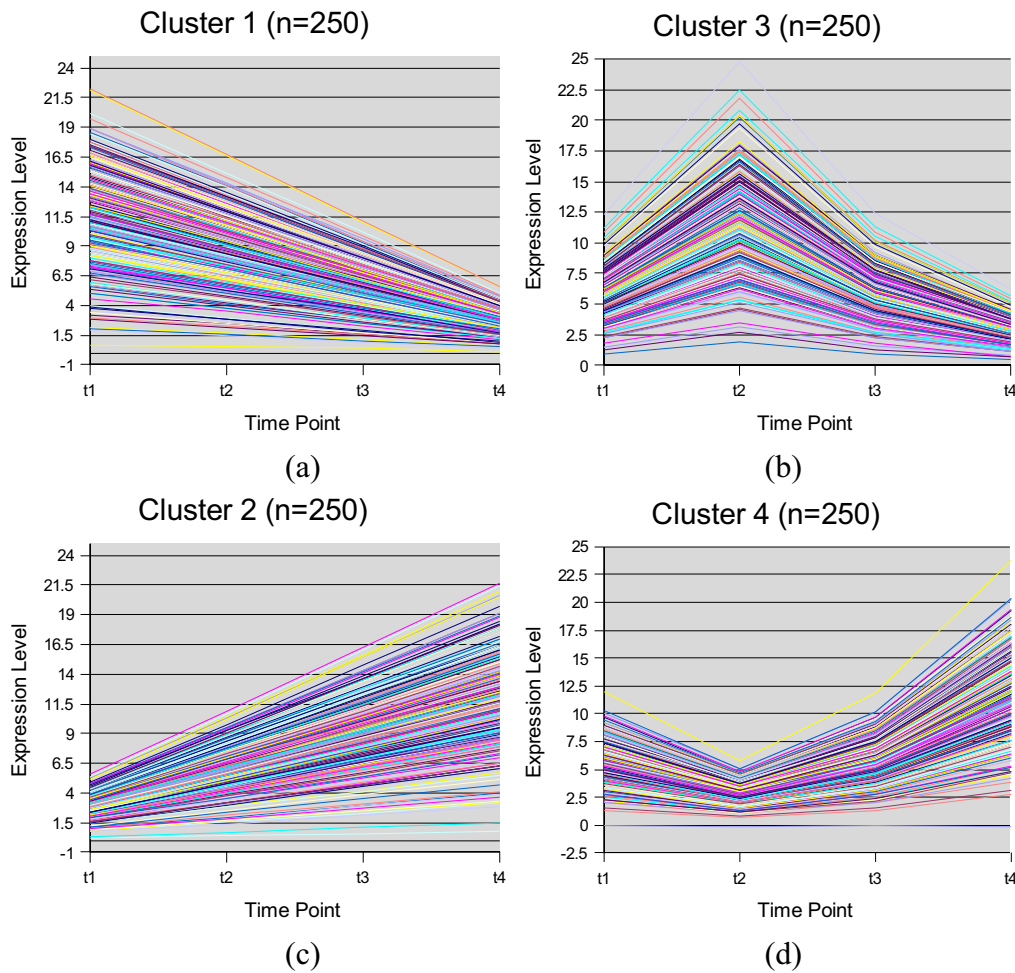 Cluster 1 (n=250)
24
21.5
19
16.5
14
11.5
9
6.5
4
1.5
-1
Expression Level
t1 t2 t3 t4
Time Point
(a)
Cluster 3 (n=250)
25
22.5
20
17.5
15
12.5
10
7.5
5
2.5
0
Expression Level
t1 t2 t3 t4
Time Point
(b)
Cluster 2 (n=250)
24
21.5
19
16.5
14
11.5
9
6.5
4
1.5
-1
Expression Level
t1 t2 t3 t4
Time Point
(c)
Cluster 4 (n=250)
25
22.5
20
17.5
15
12.5
10
7.5
5
2.5
0
-2.5
Expression Level
t1 t2 t3 t4
Time Point
(d)